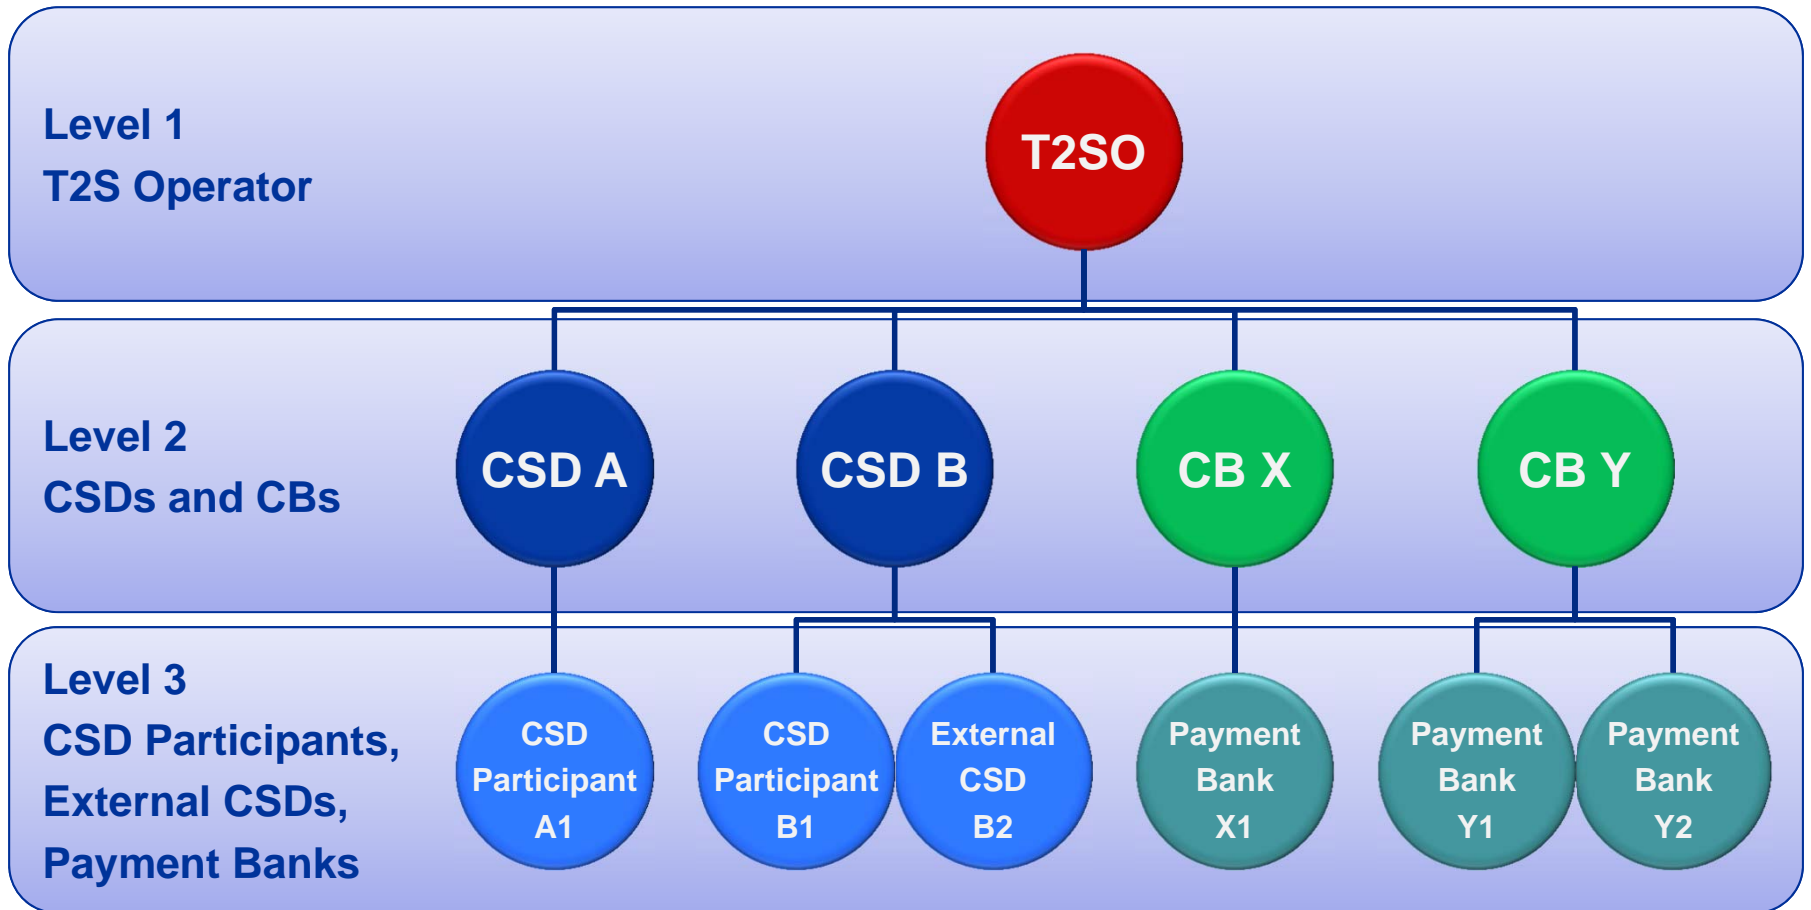 Level 1
T2S Operator
T2SO
Level 2
CSDs and CBs
CSD A
CSD B
CB X
CB Y
Level 3
CSD Participants,
External CSDs,
Payment Banks
CSD
Participant
A1
CSD
Participant
B1
External
CSD
B2
Payment
Bank
X1
Payment
Bank
Y1
Payment
Bank
Y2